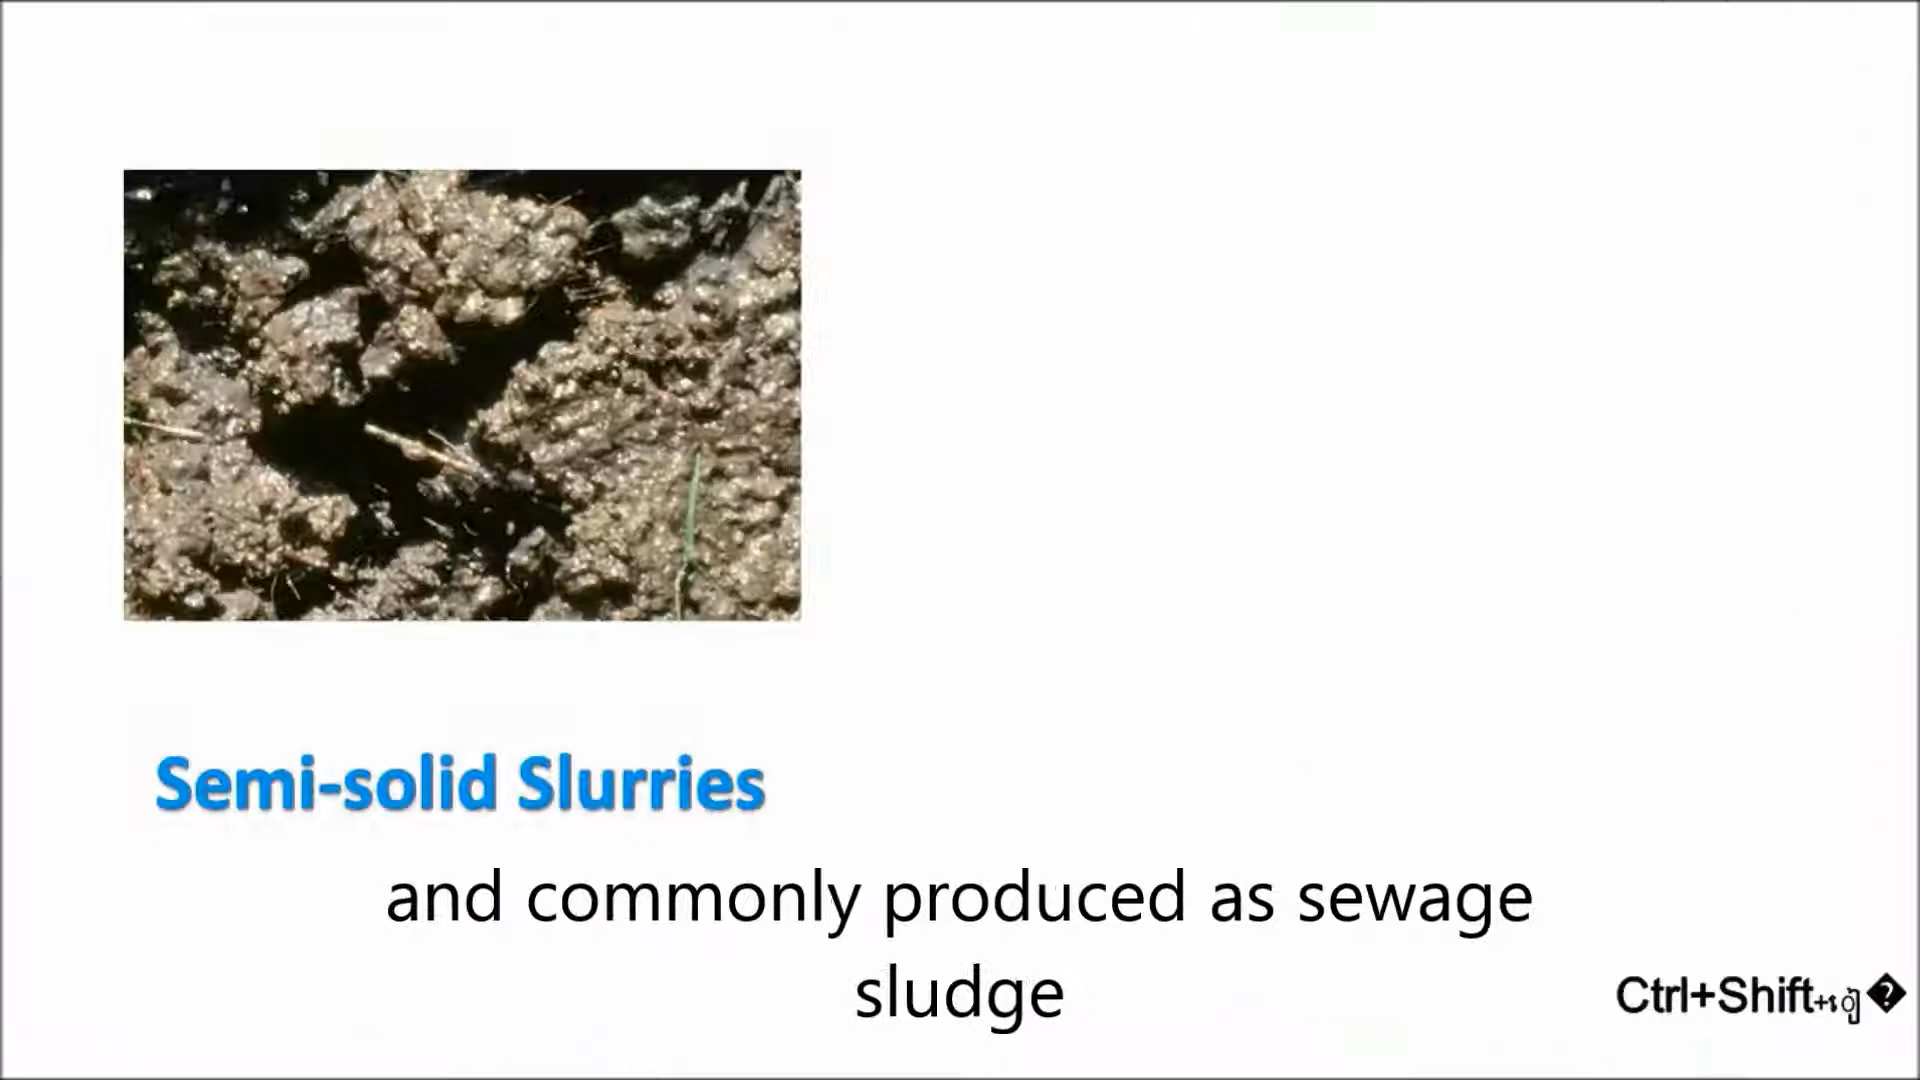 Semi-solid Slurries
and commonly produced as sewage
sludge
Ctrl+Shift+